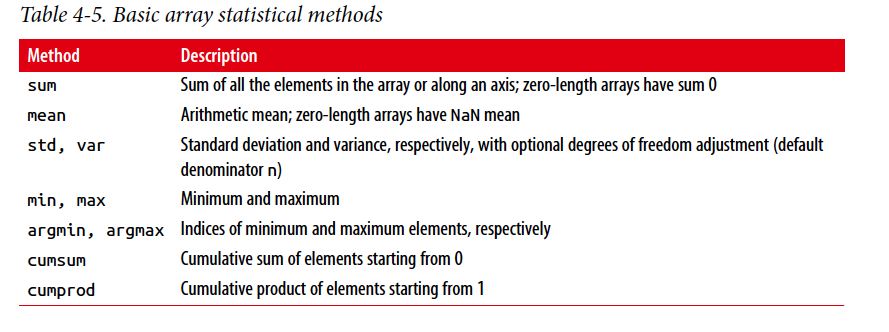 Table 4-5. Basic array statistical methods
Method Description
sum Sum of all the elements in the array or along an axis; zero-length arrays have sum 0
mean Arithmetic mean; zero-length arrays have NaN mean
std, var Standard deviation and variance, respectively, with optional degrees of freedom adjustment (default
denominator n)
min, max Minimum and maximum
argmin, argmax Indices of minimum and maximum elements, respectively
cumsum Cumulative sum of elements starting from 0
cumprod Cumulative product of elements starting from 1